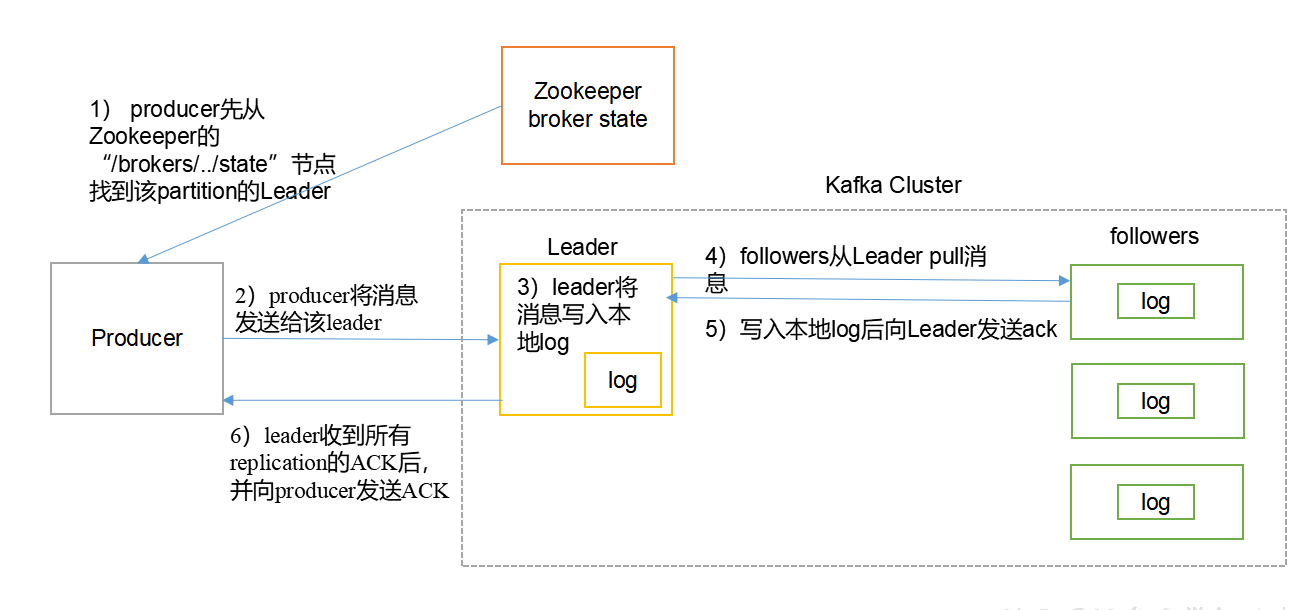 Zookeeper
broker state
1） producer先从
Zookeeper的
“/brokers/../state”节点
找到该partition的Leader
Kafka Cluster
Leader
followers
4）followers从Leader pull消
息
3）leader将
消息写入本
地log
log
2）producer将消息
发送给该leader
Producer
log
5）写入本地log后向Leader发送ack
log
6）leader收到所有
replication的ACK后，
并向producer发送ACK
log